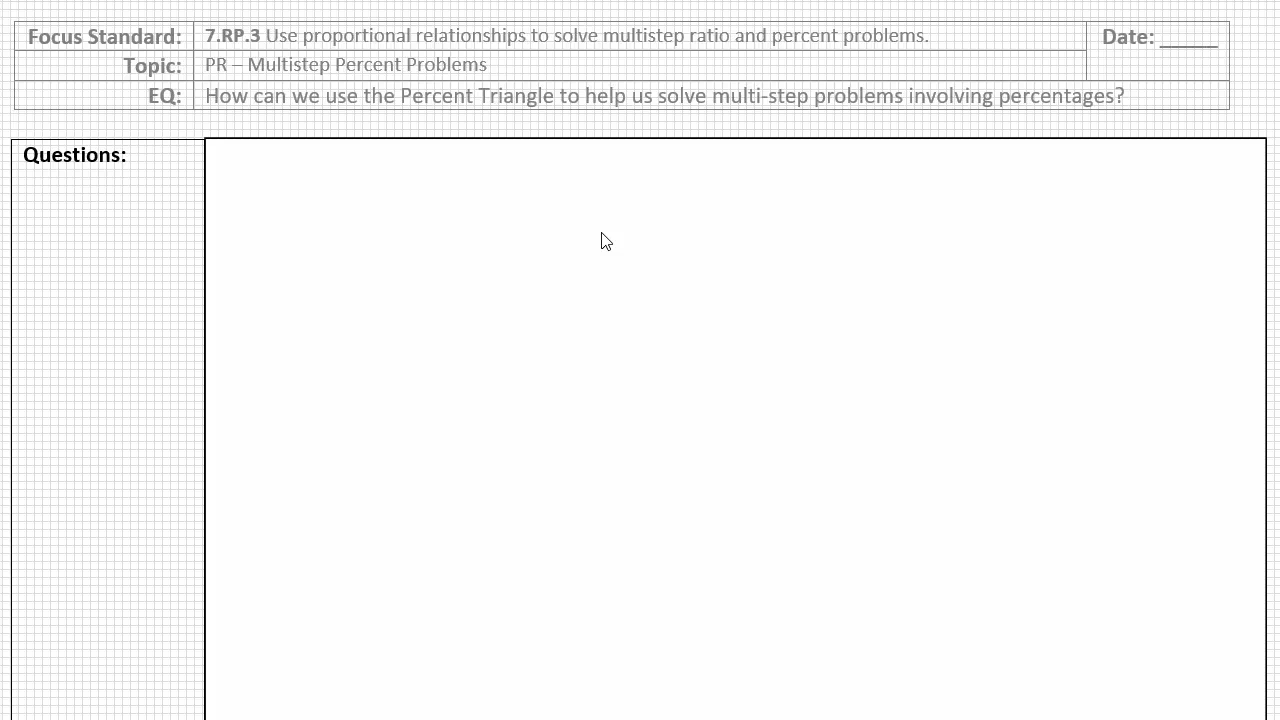 Focus Standard: 7.RP.3 Use proportional relationships to solve multistep ratio and percent problems. Date: ______
Topic: PR – Multistep Percent Problems
EQ: How can we use the Percent Triangle to help us solve multi-step problems involving percentages?
Questions: